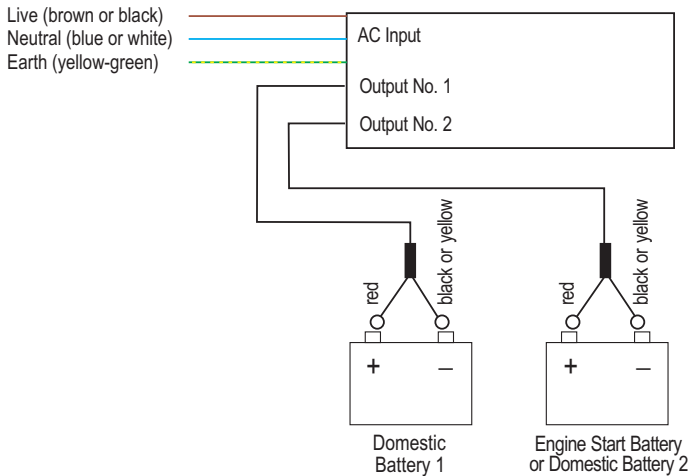 Live (brown or black)
Neutral (blue or white)
Earth (yellow-green)
AC Input
Output No. 1
Output No. 2
red
black or yellow
red
black or yellow
+
–
+
–
Domestic
Battery 1
Engine Start Battery
or Domestic Battery 2